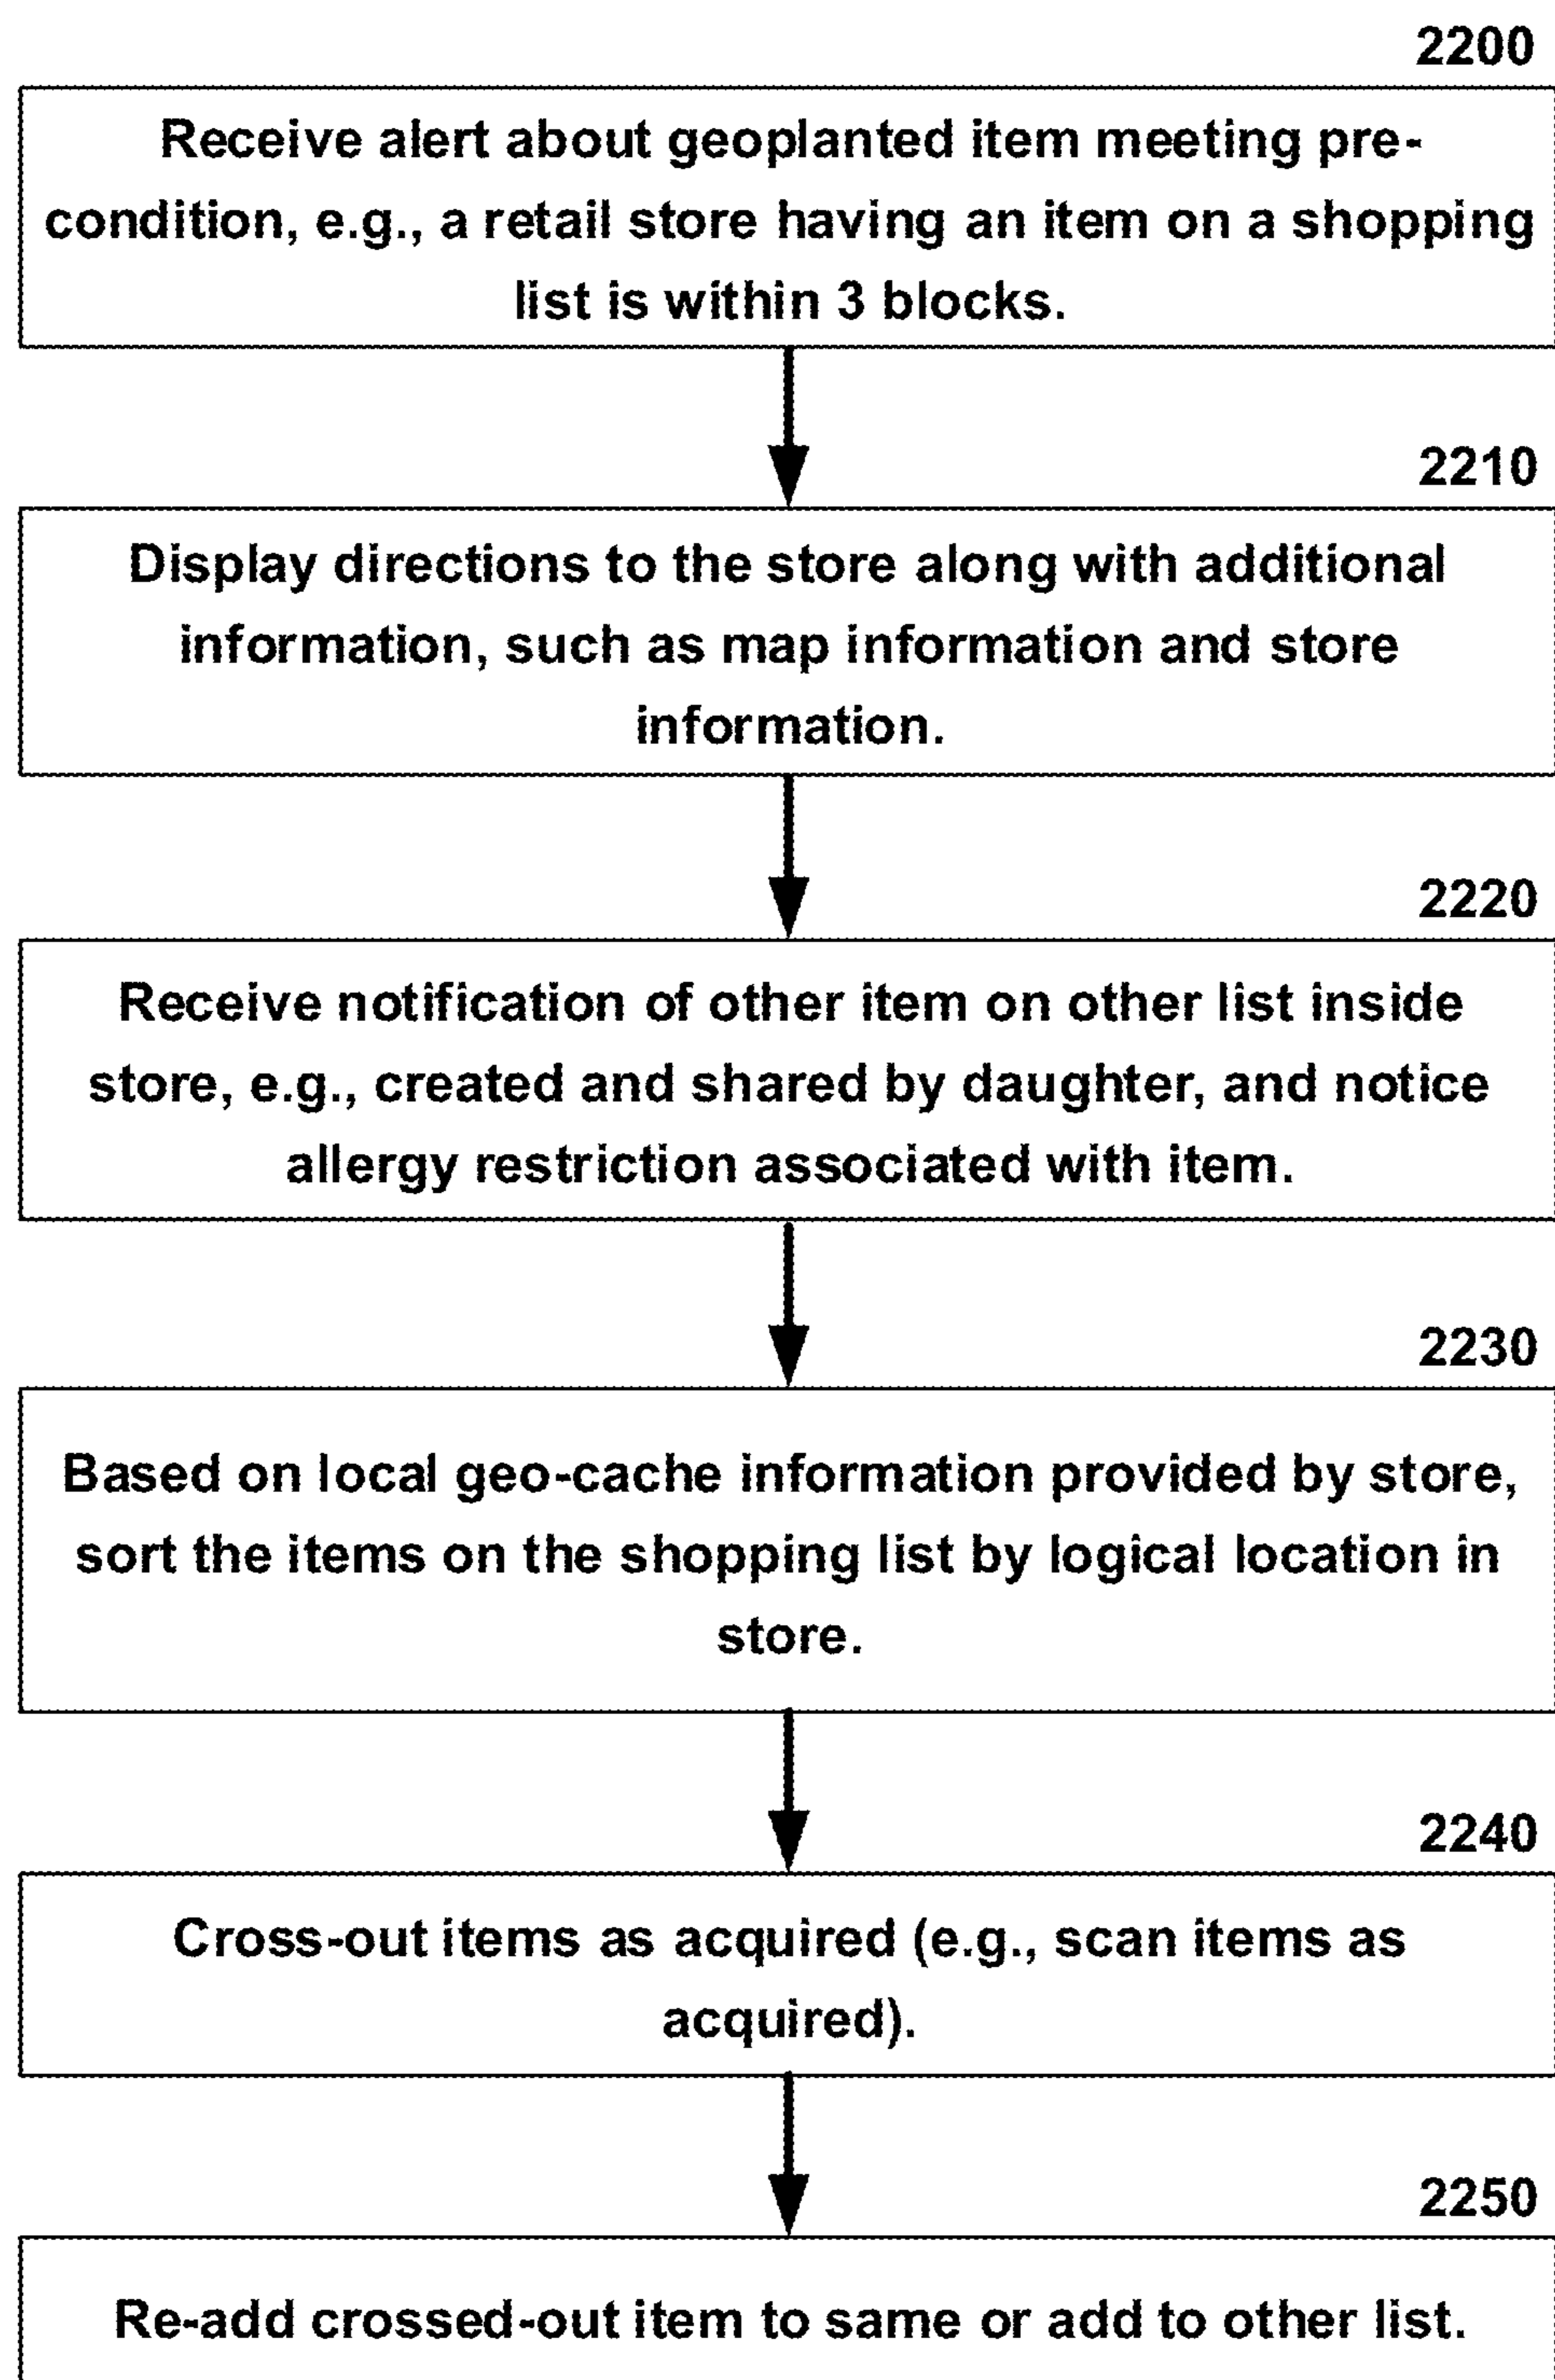 2200
Receive alert about geoplanted item meeting pre-
condition, e.g., a retail store having an item on a shopping
list is within 3 blocks.
2210
Display directions to the store along with additional
information, such as map information and store
information.
2220
Receive notification of other item on other list inside
store, e.g., created and shared by daughter, and notice
allergy restriction associated with item.
2230
Based on local geo-cache information provided by store,
sort the items on the shopping list by logical location in
store.
2240
Cross-out items as acquired (e.g., scan items as
acquired).
2250
Re-add crossed-out item to same or add to other list.